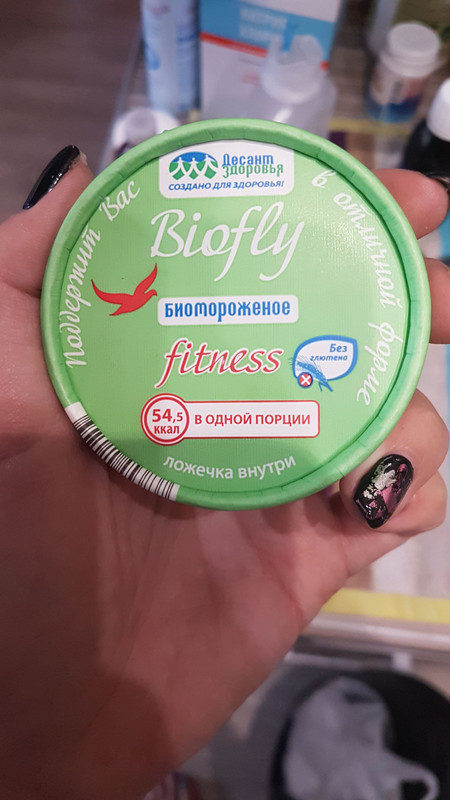 Десант
Здоровья
СОЗДАНО ДЛЯ ЗДОРОВЬЯ!
Поддержит Вас
в отличной форме
Biofly
БИОМОРОЖЕНОЕ
fitness
Без
глютена
54,5
ккал
В ОДНОЙ ПОРЦИИ
ложечка внутри